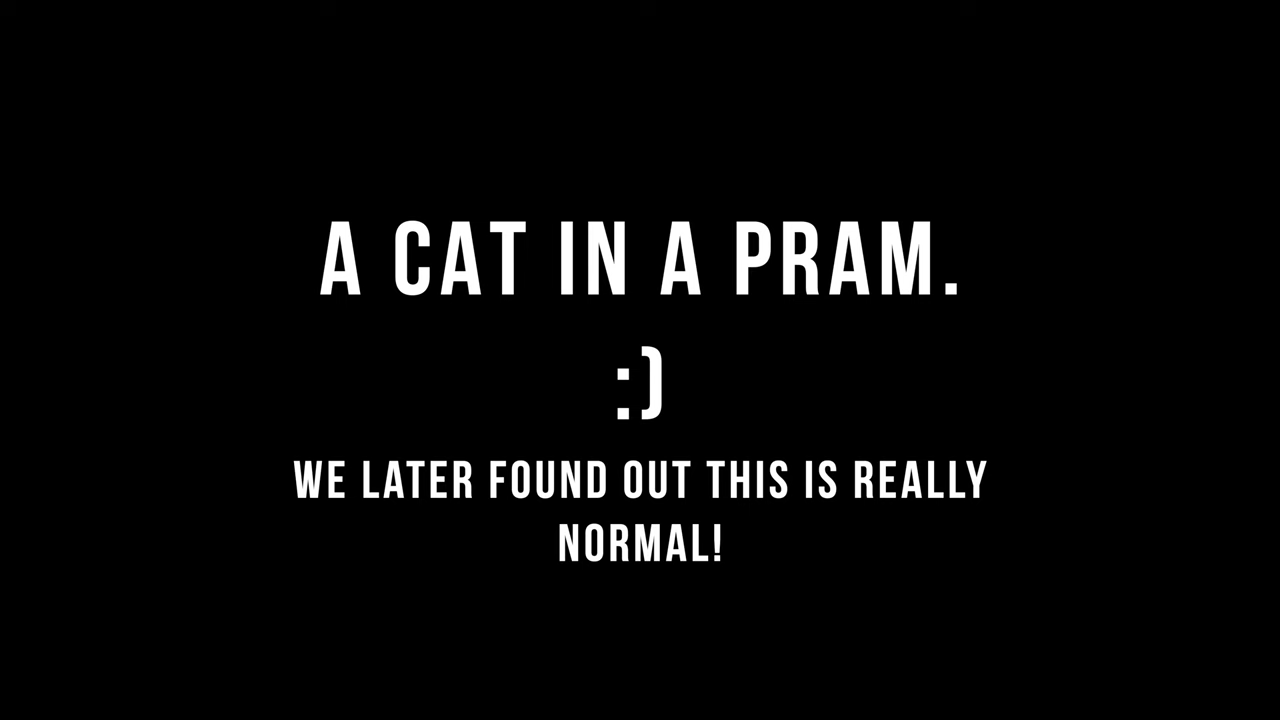 A CAT IN A PRAM.
:)
WE LATER FOUND OUT THIS IS REALLY
NORMAL!